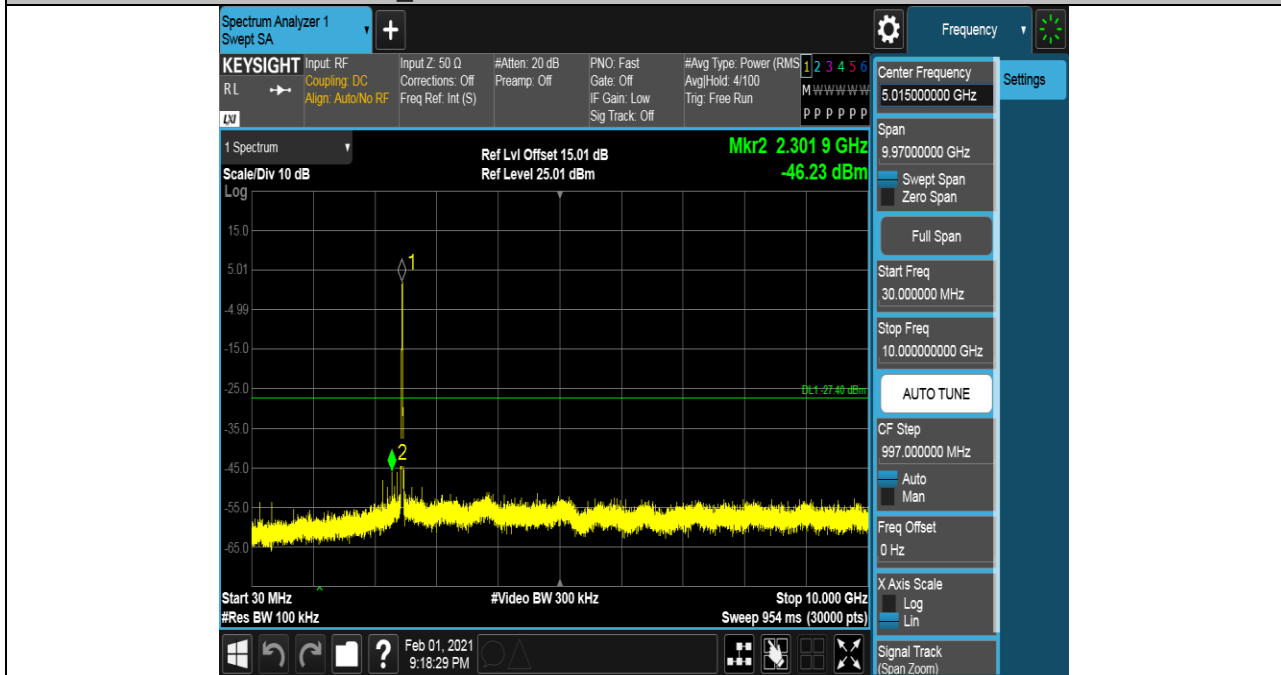 Spectrum Analyzer 1
Swept SA
+
Frequency
KEYSIGHT
RL
LXI
Input: RF
Coupling: DC
Align: Auto/No RF
Input Z: 50 Ω
Corrections: Off
Freq Ref: Int (S)
#Atten: 20 dB
Preamp: Off
PNO: Fast
Gate: Off
IF Gain: Low
Sig Track: Off
#Avg Type: Power (RMS
Avg|Hold: 4/100
Trig: Free Run
1 2 3 4 5 6
M W W W W W
P P P P P P
1 Spectrum
Scale/Div 10 dB
Ref Lvl Offset 15.01 dB
Ref Level 25.01 dBm
Mkr2 2.301 9 GHz
-46.23 dBm
Log
15.0
5.01
-4.99
-15.0
-25.0
-35.0
-45.0
-55.0
-65.0
1
2
DL1 -27.40 dBm
Start 30 MHz
#Res BW 100 kHz
#Video BW 300 kHz
Stop 10.000 GHz
Sweep 954 ms (30000 pts)
?
Feb 01, 2021
9:18:29 PM
Center Frequency
5.015000000 GHz
Span
9.97000000 GHz
Swept Span
Zero Span
Full Span
Start Freq
30.000000 MHz
Stop Freq
10.000000000 GHz
AUTO TUNE
CF Step
997.000000 MHz
Auto
Man
Freq Offset
0 Hz
X Axis Scale
Log
Lin
Signal Track
(Span Zoom)
Settings